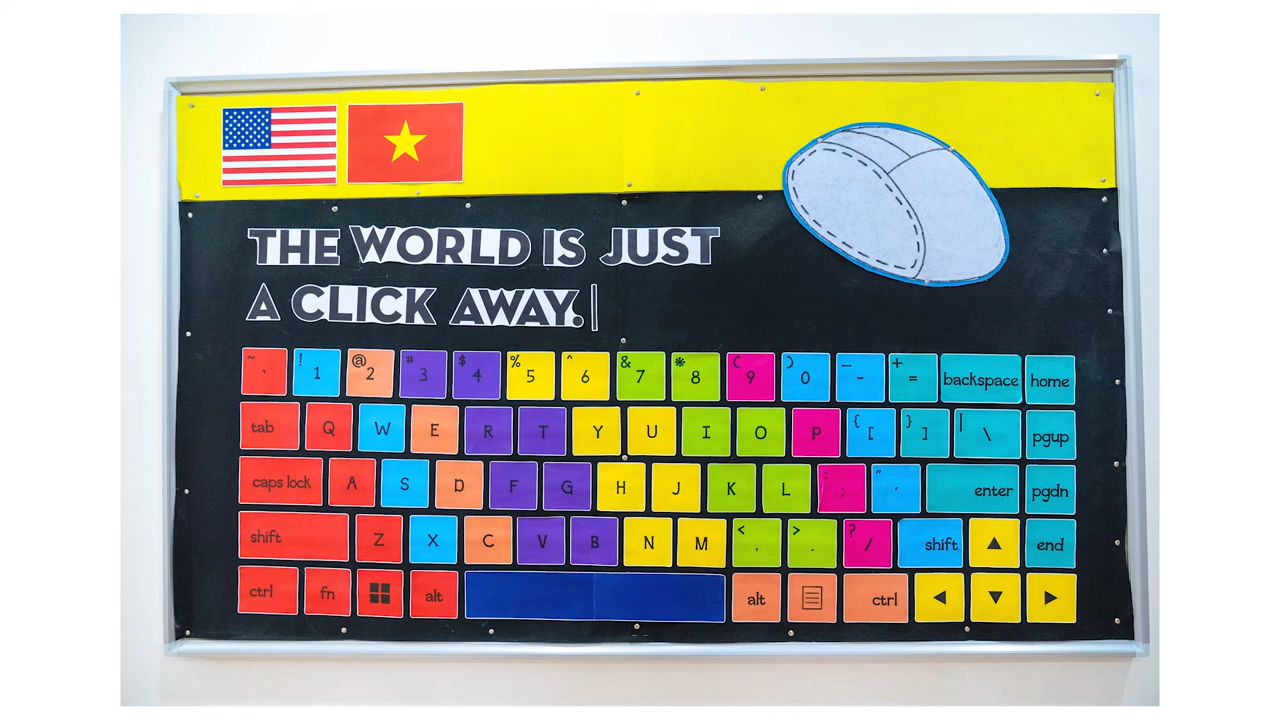 THE WORLD IS JUST
A CLICK AWAY.|
~ ` ! 1 @ 2 # 3 $ 4 % 5 ^ 6 & 7 * 8 ( 9 ) 0 _ - + = backspace home
tab Q W E R T Y U I O P { [ } ] | \ pgup
caps lock A S D F G H J K L : ; " ' enter pgdn
shift Z X C V B N M < , > . ? / shift ▲ end
ctrl fn alt alt ctrl ◀ ▼ ▶